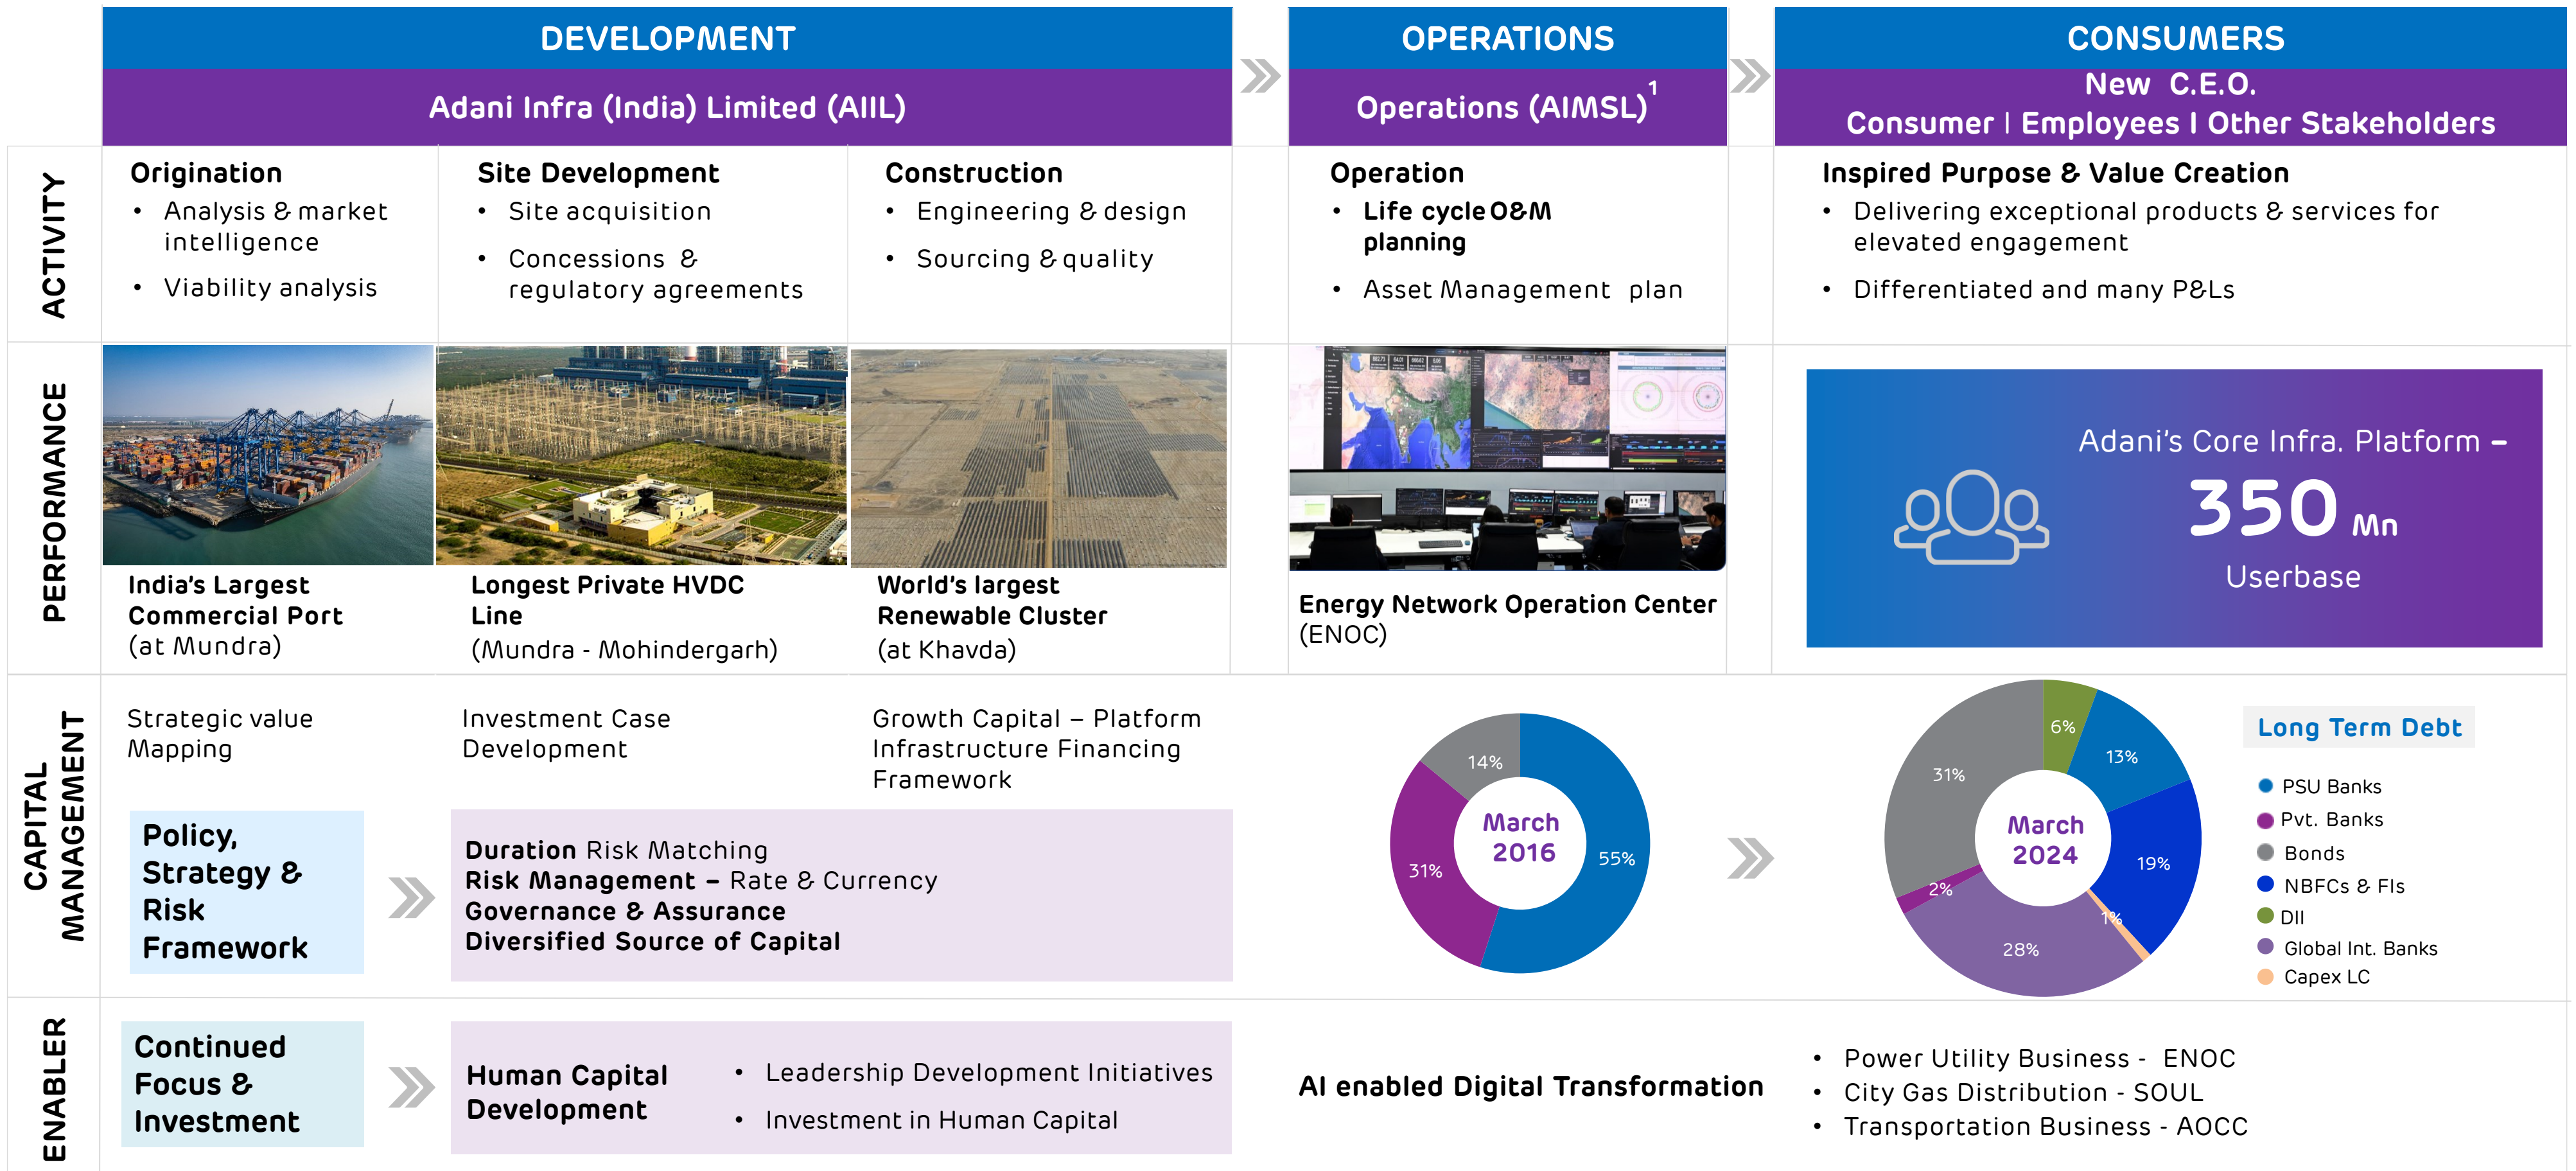 DEVELOPMENT
Adani Infra (India) Limited (AIIL)
OPERATIONS
Operations (AIMSL)1
CONSUMERS
New C.E.O.
Consumer | Employees I Other Stakeholders
ACTIVITY
Origination
• Analysis & market
intelligence
• Viability analysis
Site Development
• Site acquisition
• Concessions &
regulatory agreements
Construction
• Engineering & design
• Sourcing & quality
Operation
• Life cycle O&M
planning
• Asset Management plan
Inspired Purpose & Value Creation
• Delivering exceptional products & services for
elevated engagement
• Differentiated and many P&Ls
PERFORMANCE
India's Largest
Commercial Port
(at Mundra)
Longest Private HVDC
Line
(Mundra - Mohindergarh)
World's largest
Renewable Cluster
(at Khavda)
Energy Network Operation Center
(ENOC)
Adani's Core Infra. Platform –
350 Mn
Userbase
CAPITAL
MANAGEMENT
Strategic value
Mapping
Investment Case
Development
Growth Capital – Platform
Infrastructure Financing
Framework
Policy,
Strategy &
Risk
Framework
Duration Risk Matching
Risk Management – Rate & Currency
Governance & Assurance
Diversified Source of Capital
14%
31%
55%
March
2016
6%
13%
19%
1%
28%
2%
31%
March
2024
Long Term Debt
PSU Banks
Pvt. Banks
Bonds
NBFCs & FIs
DII
Global Int. Banks
Capex LC
ENABLER
Continued
Focus &
Investment
Human Capital
Development
• Leadership Development Initiatives
• Investment in Human Capital
AI enabled Digital Transformation
• Power Utility Business - ENOC
• City Gas Distribution - SOUL
• Transportation Business - AOCC